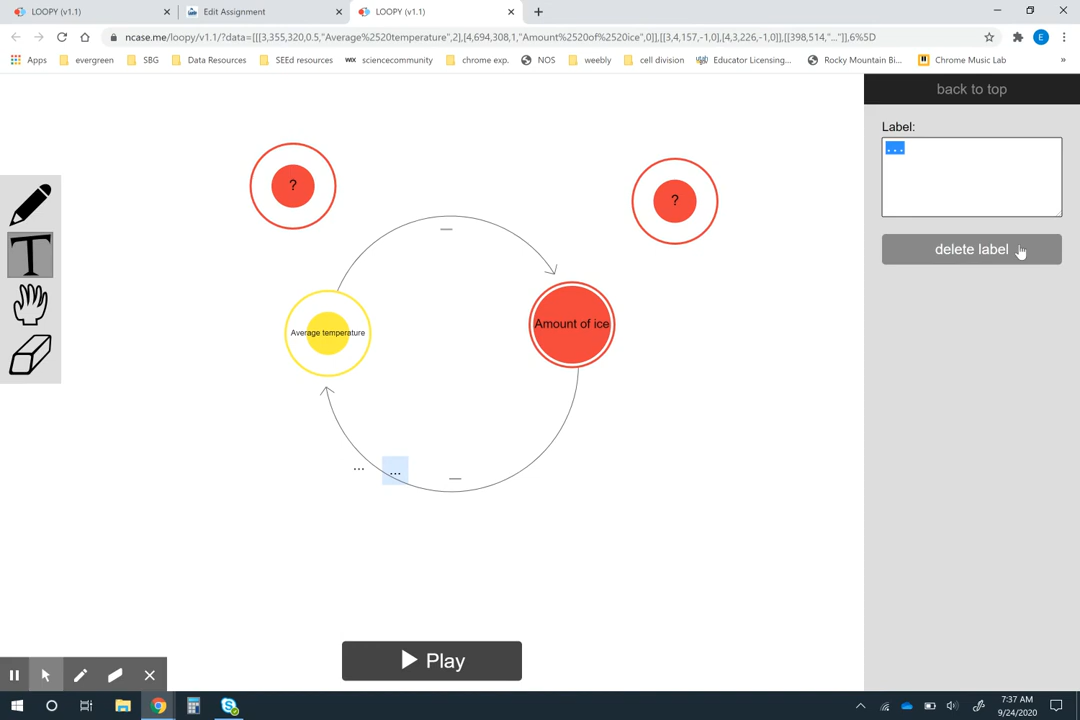 LOOPY (v1.1)
Edit Assignment
LOOPY (v1.1)
ncase.me/loopy/v1.1/?data=[[[3,355,320,0.5,"Average%2520temperature",2],[4,694,308,1,"Amount%2520of%2520ice",0]],[[3,4,157,-1,0],[4,3,226,-1,0]],[[398,514,"..."]],6%5D
E
Apps
evergreen
SBG
Data Resources
SEEd resources
WIX sciencecommunity
chrome exp.
NOS
weebly
cell division
Educator Licensing...
Rocky Mountain Bi...
Chrome Music Lab
»
back to top
Label:
...
delete label
?
?
–
Average temperature
Amount of ice
...
...
–
T
Play
7:37 AM
9/24/2020